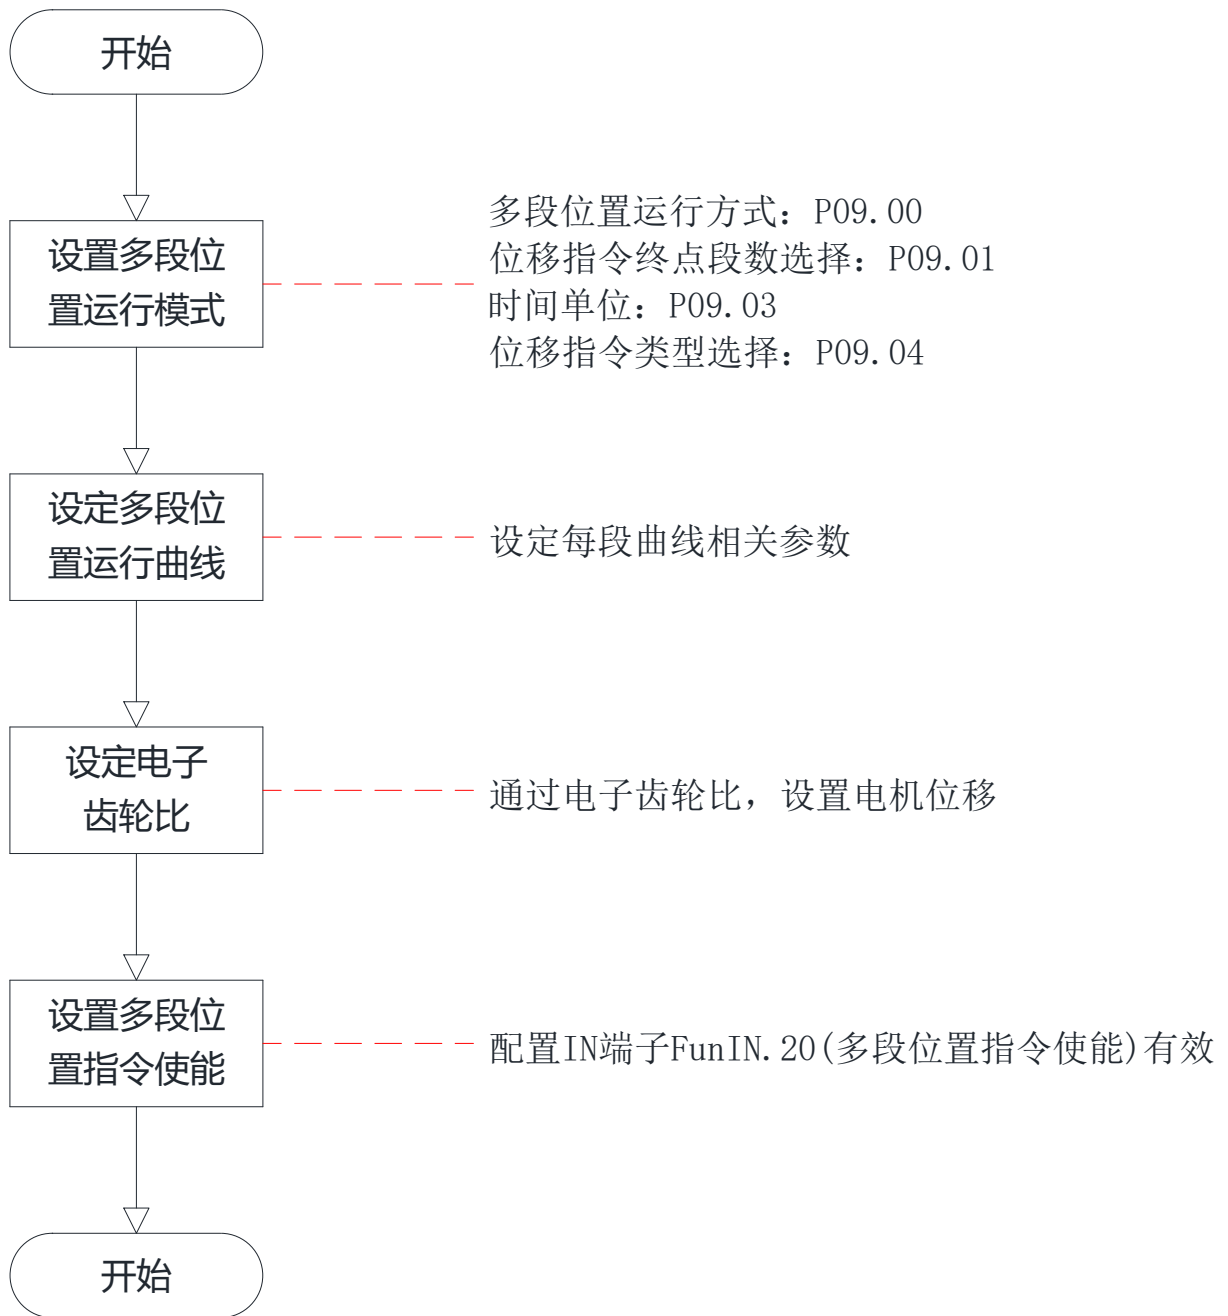 开始
设置多段位
置运行模式
多段位置运行方式：P09.00
位移指令终点段数选择：P09.01
时间单位：P09.03
位移指令类型选择：P09.04
设定多段位
置运行曲线
设定每段曲线相关参数
设定电子
齿轮比
通过电子齿轮比，设置电机位移
设置多段位
置指令使能
配置IN端子FunIN.20(多段位置指令使能)有效
开始